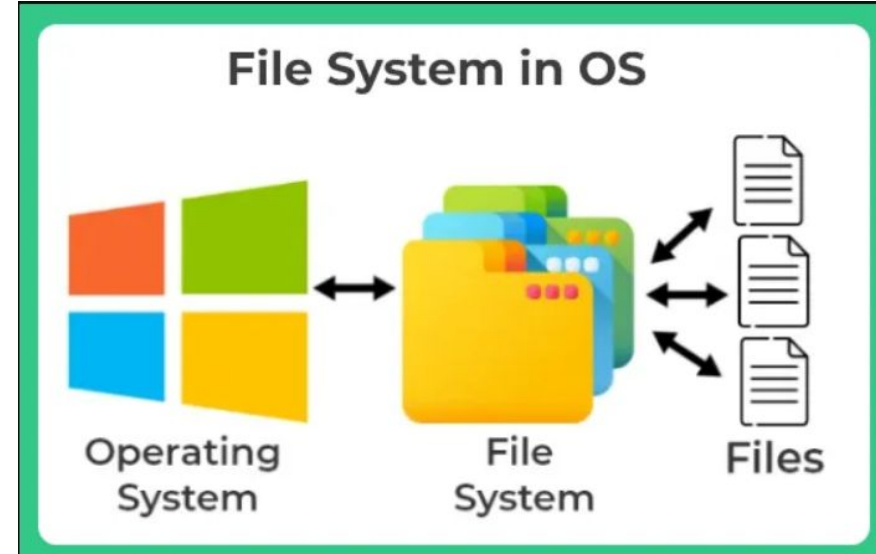 File System in OS
Operating
System
File
System
Files